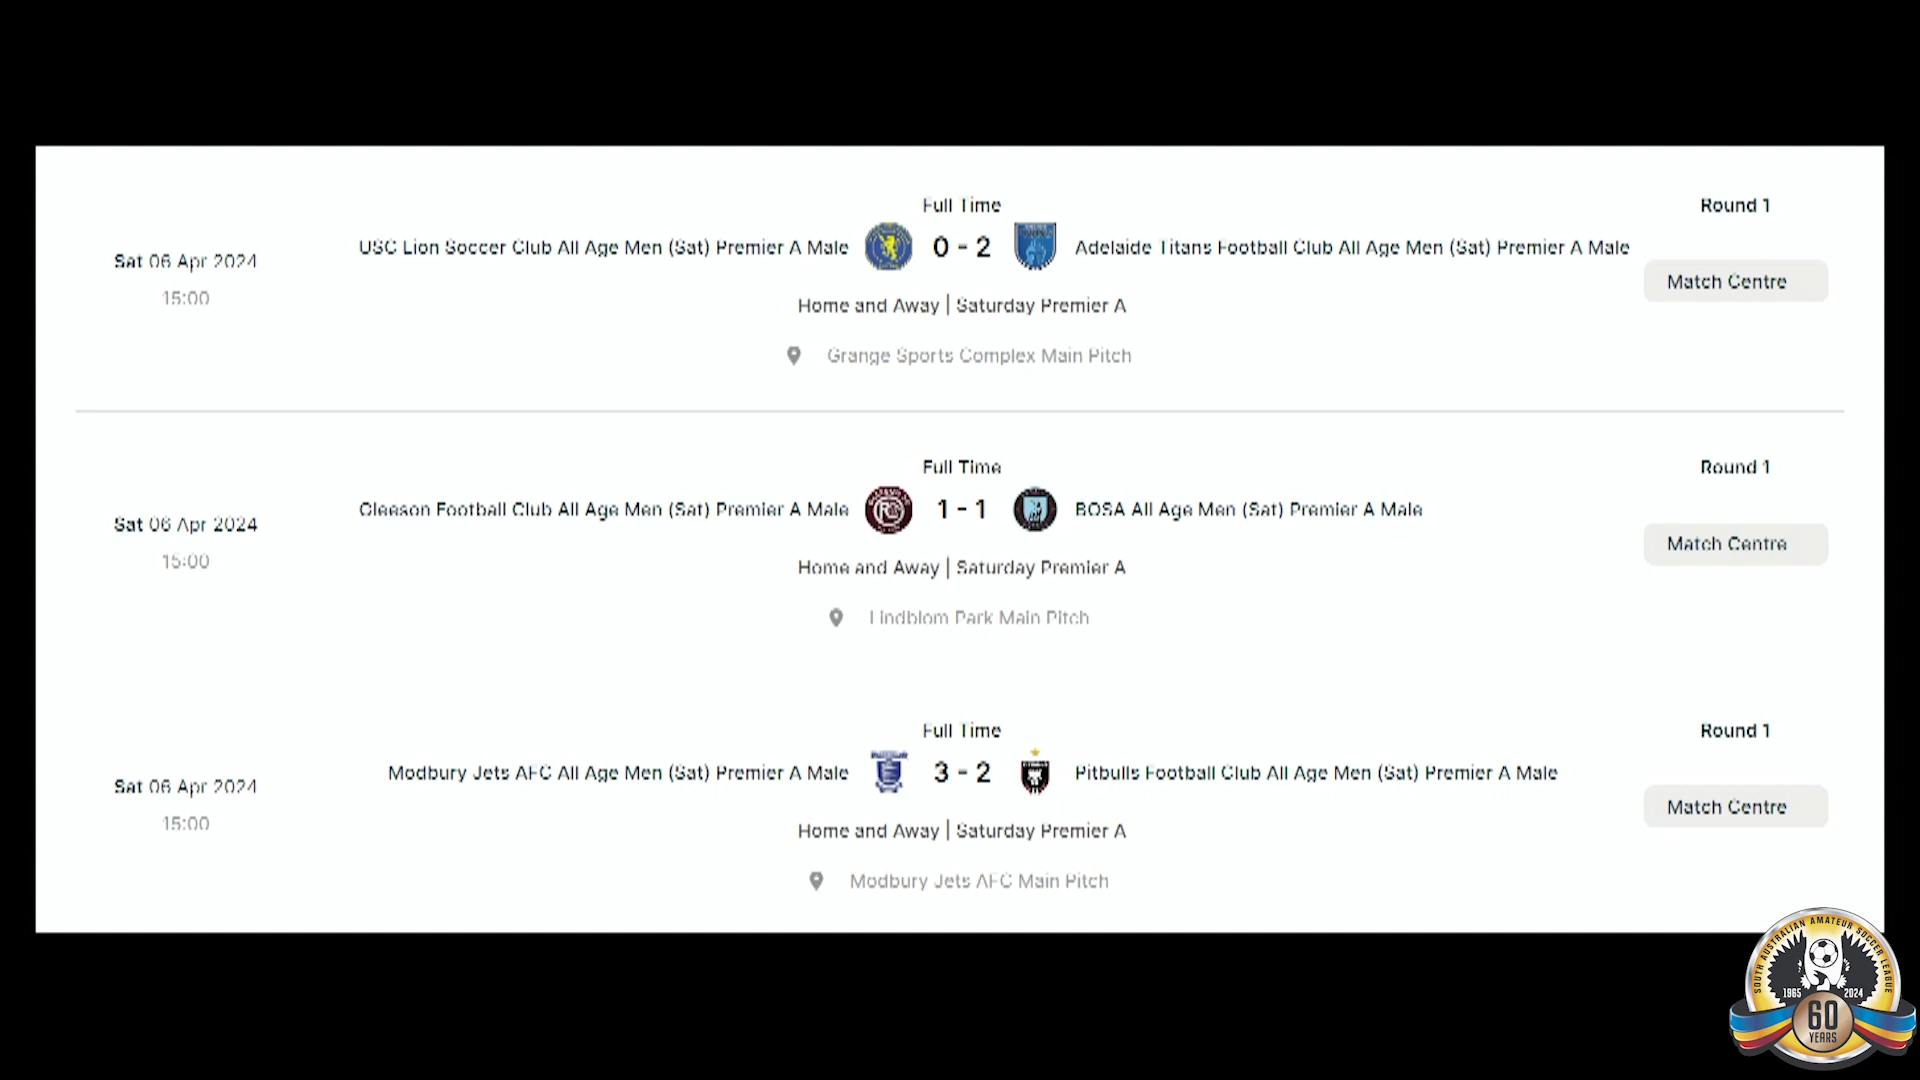 Full Time
Round 1
USC Lion Soccer Club All Age Men (Sat) Premier A Male 0 - 2 Adelaide Titans Football Club All Age Men (Sat) Premier A Male
Sat 06 Apr 2024
Match Centre
15:00
Home and Away | Saturday Premier A
Grange Sports Complex Main Pitch
Full Time
Round 1
Gleeson Football Club All Age Men (Sat) Premier A Male 1 - 1 BOSA All Age Men (Sat) Premier A Male
Sat 06 Apr 2024
Match Centre
15:00
Home and Away | Saturday Premier A
Lindblom Park Main Pitch
Full Time
Round 1
Modbury Jets AFC All Age Men (Sat) Premier A Male 3 - 2 Pitbulls Football Club All Age Men (Sat) Premier A Male
Sat 06 Apr 2024
Match Centre
15:00
Home and Away | Saturday Premier A
Modbury Jets AFC Main Pitch
SOUTH AUSTRALIAN AMATEUR SOCCER LEAGUE
1965 2024
60
YEARS